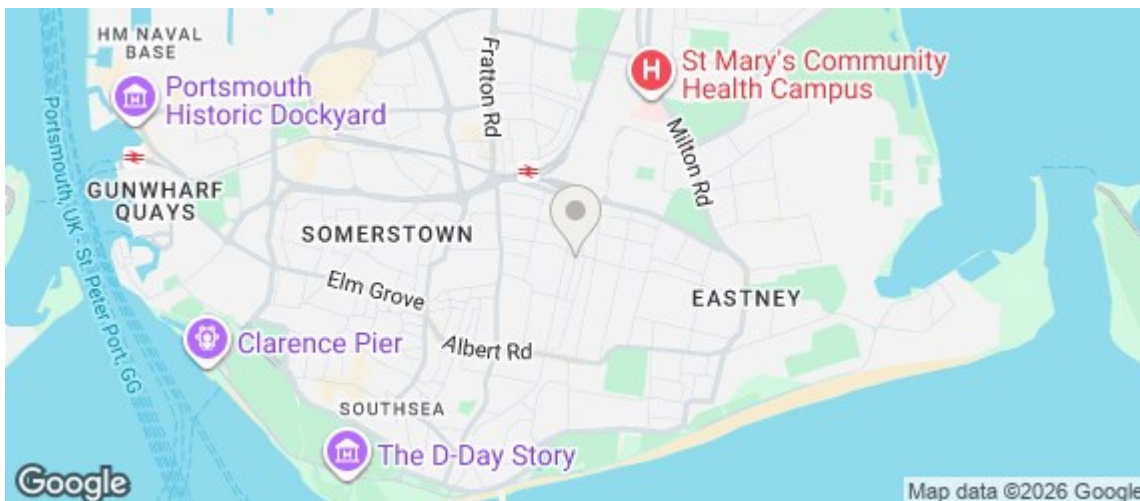 HM NAVAL
BASE
Portsmouth
Historic Dockyard
Fratton Rd
St Mary's Community
Health Campus
Milton Rd
GUNWHARF
QUAYS
SOMERSTOWN
Elm Grove
EASTNEY
Portsmouth, UK - St. Peter Port, GG
Clarence Pier
Albert Rd
SOUTHSEA
The D-Day Story
Google
Map data ©2026 Google